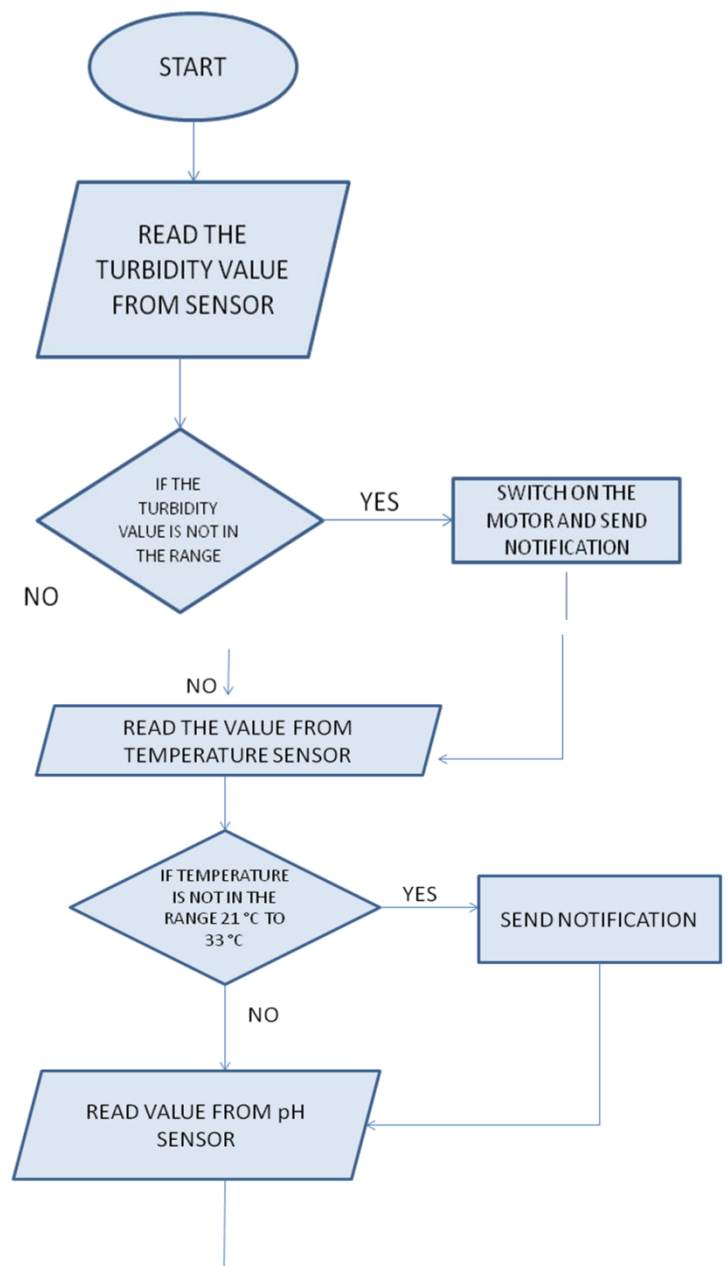 START
READ THE
TURBIDITY VALUE
FROM SENSOR
IF THE
TURBIDITY
VALUE IS NOT IN
THE RANGE
YES
SWITCH ON THE
MOTOR AND SEND
NOTIFICATION
NO
NO
READ THE VALUE FROM
TEMPERATURE SENSOR
IF TEMPERATURE
IS NOT IN THE
RANGE 21 °C TO
33 °C
YES
SEND NOTIFICATION
NO
READ VALUE FROM pH
SENSOR